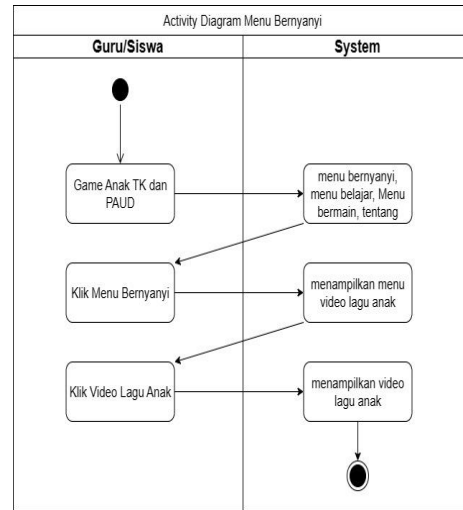 Activity Diagram Menu Bernyanyi
Guru/Siswa
System
Game Anak TK dan
PAUD
menu bernyanyi,
menu belajar, Menu
bermain, tentang
Klik Menu Bernyanyi
menampilkan menu
video lagu anak
Klik Video Lagu Anak
menampilkan video
lagu anak